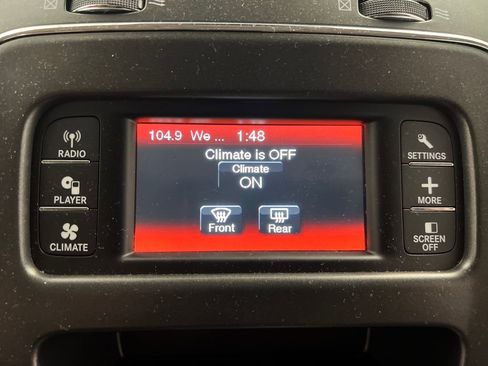 104.9 We ... 1:48
Climate is OFF
Climate
ON
Front Rear
RADIO
PLAYER
CLIMATE
SETTINGS
MORE
SCREEN
OFF